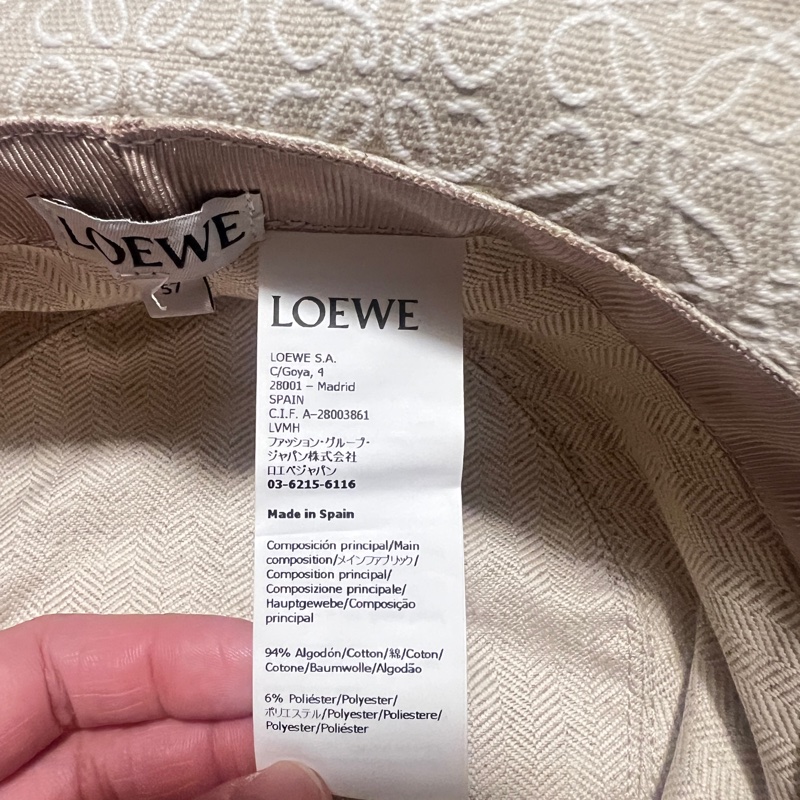 LOEWE
57
LOEWE
LOEWE S.A.
C/Goya, 4
28001 – Madrid
SPAIN
C.I.F. A-28003861
LVMH
ファッション・グループ・
ジャパン株式会社
ロエベジャパン
03-6215-6116
Made in Spain
Composición principal/Main
composition/メインファブリック/
Composition principal/
Composizione principale/
Hauptgewebe/Composição
principal
94% Algodón/Cotton/綿/Coton/
Cotone/Baumwolle/Algodão
6% Poliéster/Polyester/
ポリエステル/Polyester/Poliestere/
Polyester/Poliéster